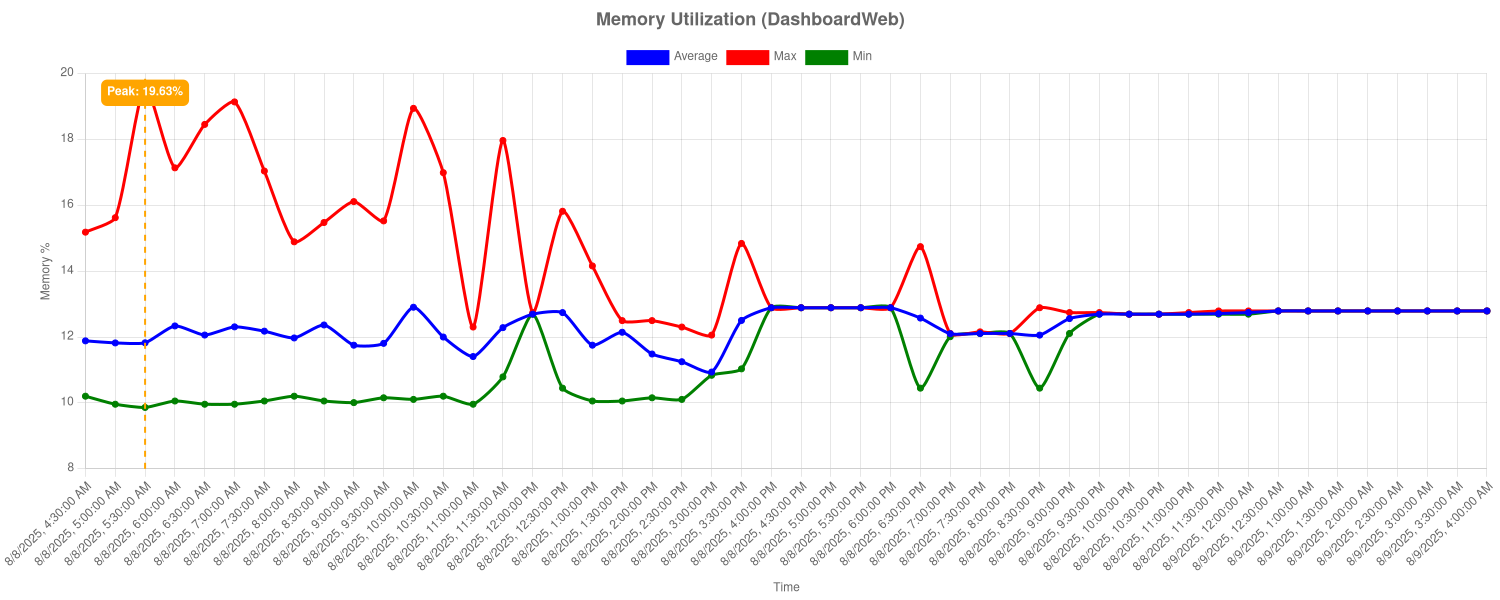 Memory Utilization (DashboardWeb)
Average Max Min
20
Peak: 19.63%
18
16
14
Memory %
12
10
8
8/8/2025, 4:30:00 AM
8/8/2025, 5:00:00 AM
8/8/2025, 5:30:00 AM
8/8/2025, 6:00:00 AM
8/8/2025, 6:30:00 AM
8/8/2025, 7:00:00 AM
8/8/2025, 7:30:00 AM
8/8/2025, 8:00:00 AM
8/8/2025, 8:30:00 AM
8/8/2025, 9:00:00 AM
8/8/2025, 9:30:00 AM
8/8/2025, 10:00:00 AM
8/8/2025, 10:30:00 AM
8/8/2025, 11:00:00 AM
8/8/2025, 11:30:00 AM
8/8/2025, 12:00:00 PM
8/8/2025, 12:30:00 PM
8/8/2025, 1:00:00 PM
8/8/2025, 1:30:00 PM
8/8/2025, 2:00:00 PM
8/8/2025, 2:30:00 PM
8/8/2025, 3:00:00 PM
8/8/2025, 3:30:00 PM
8/8/2025, 4:00:00 PM
8/8/2025, 4:30:00 PM
8/8/2025, 5:00:00 PM
8/8/2025, 5:30:00 PM
8/8/2025, 6:00:00 PM
8/8/2025, 6:30:00 PM
8/8/2025, 7:00:00 PM
8/8/2025, 7:30:00 PM
8/8/2025, 8:00:00 PM
8/8/2025, 8:30:00 PM
8/8/2025, 9:00:00 PM
8/8/2025, 9:30:00 PM
8/8/2025, 10:00:00 PM
8/8/2025, 10:30:00 PM
8/8/2025, 11:00:00 PM
8/8/2025, 11:30:00 PM
8/9/2025, 12:00:00 AM
8/9/2025, 12:30:00 AM
8/9/2025, 1:00:00 AM
8/9/2025, 1:30:00 AM
8/9/2025, 2:00:00 AM
8/9/2025, 2:30:00 AM
8/9/2025, 3:00:00 AM
8/9/2025, 3:30:00 AM
8/9/2025, 4:00:00 AM
Time